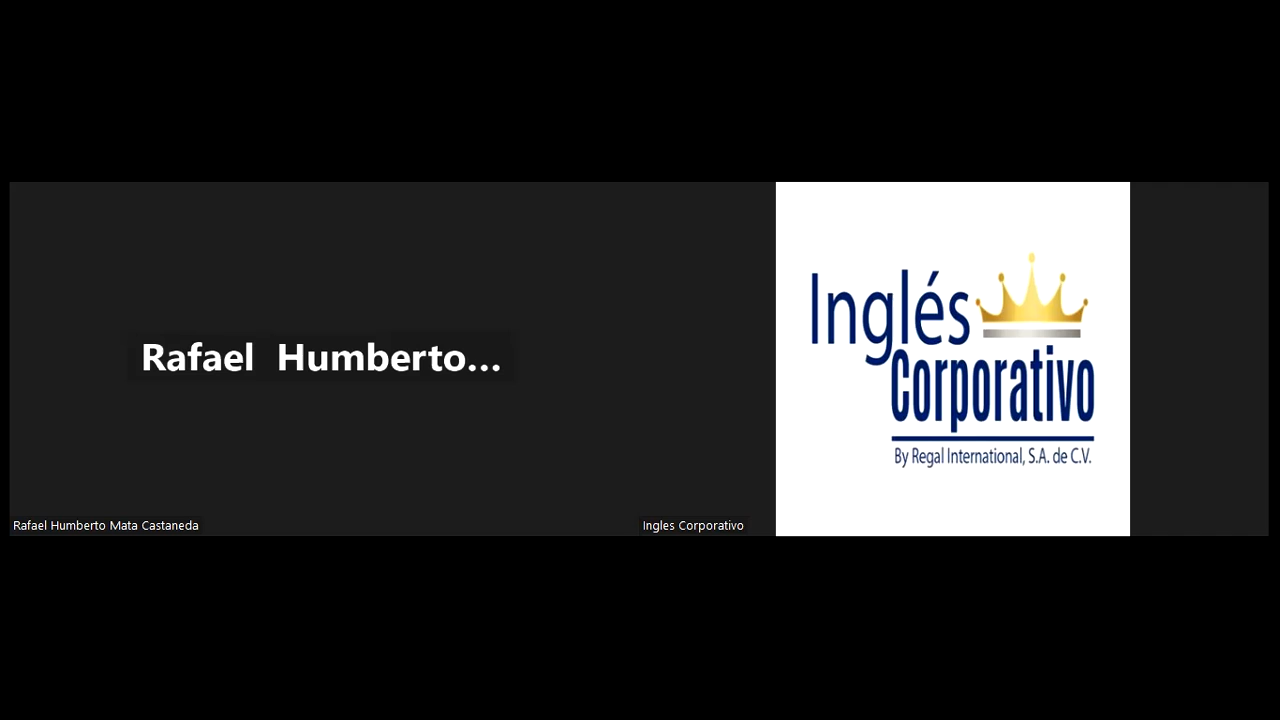 Rafael Humberto...
Rafael Humberto Mata Castaneda
Ingles Corporativo
Inglés
Corporativo
By Regal International, S.A. de C.V.